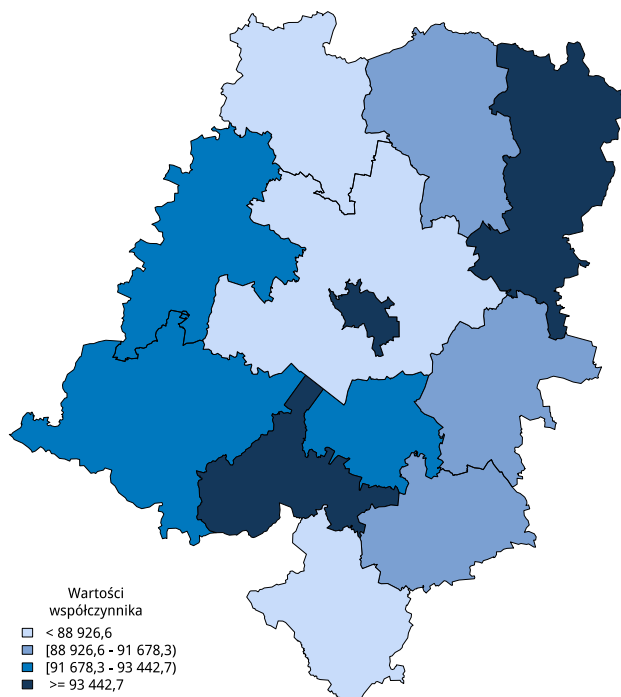 Wartości
współczynnika
< 88 926,6
[88 926,6 - 91 678,3)
[91 678,3 - 93 442,7)
>= 93 442,7